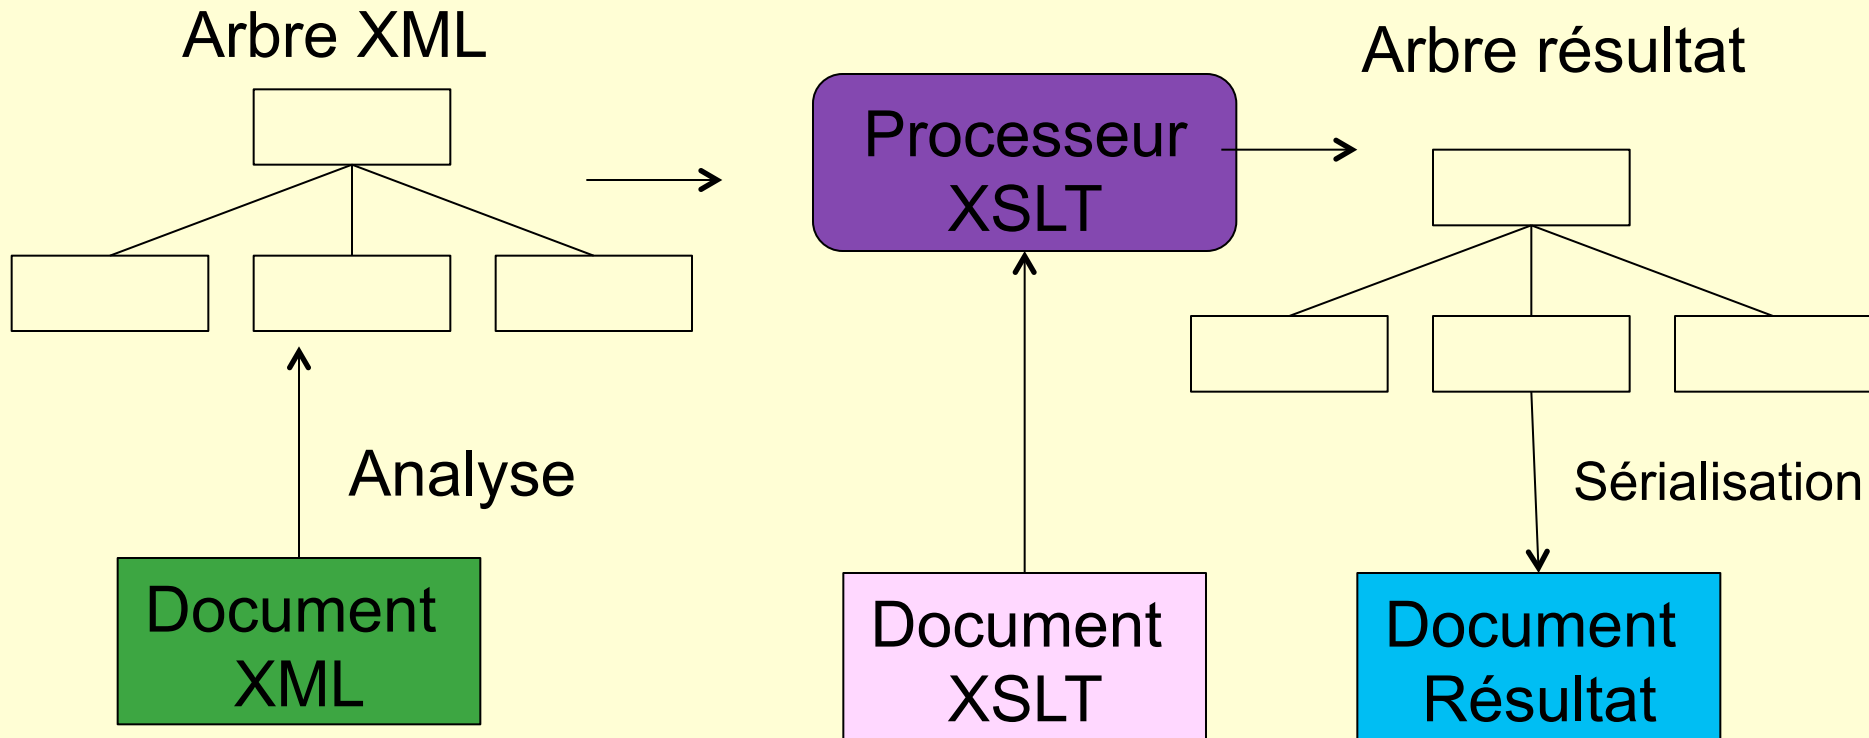 Arbre XML
Processeur
XSLT
Arbre résultat
Analyse
Sérialisation
Document
XML
Document
XSLT
Document
Résultat